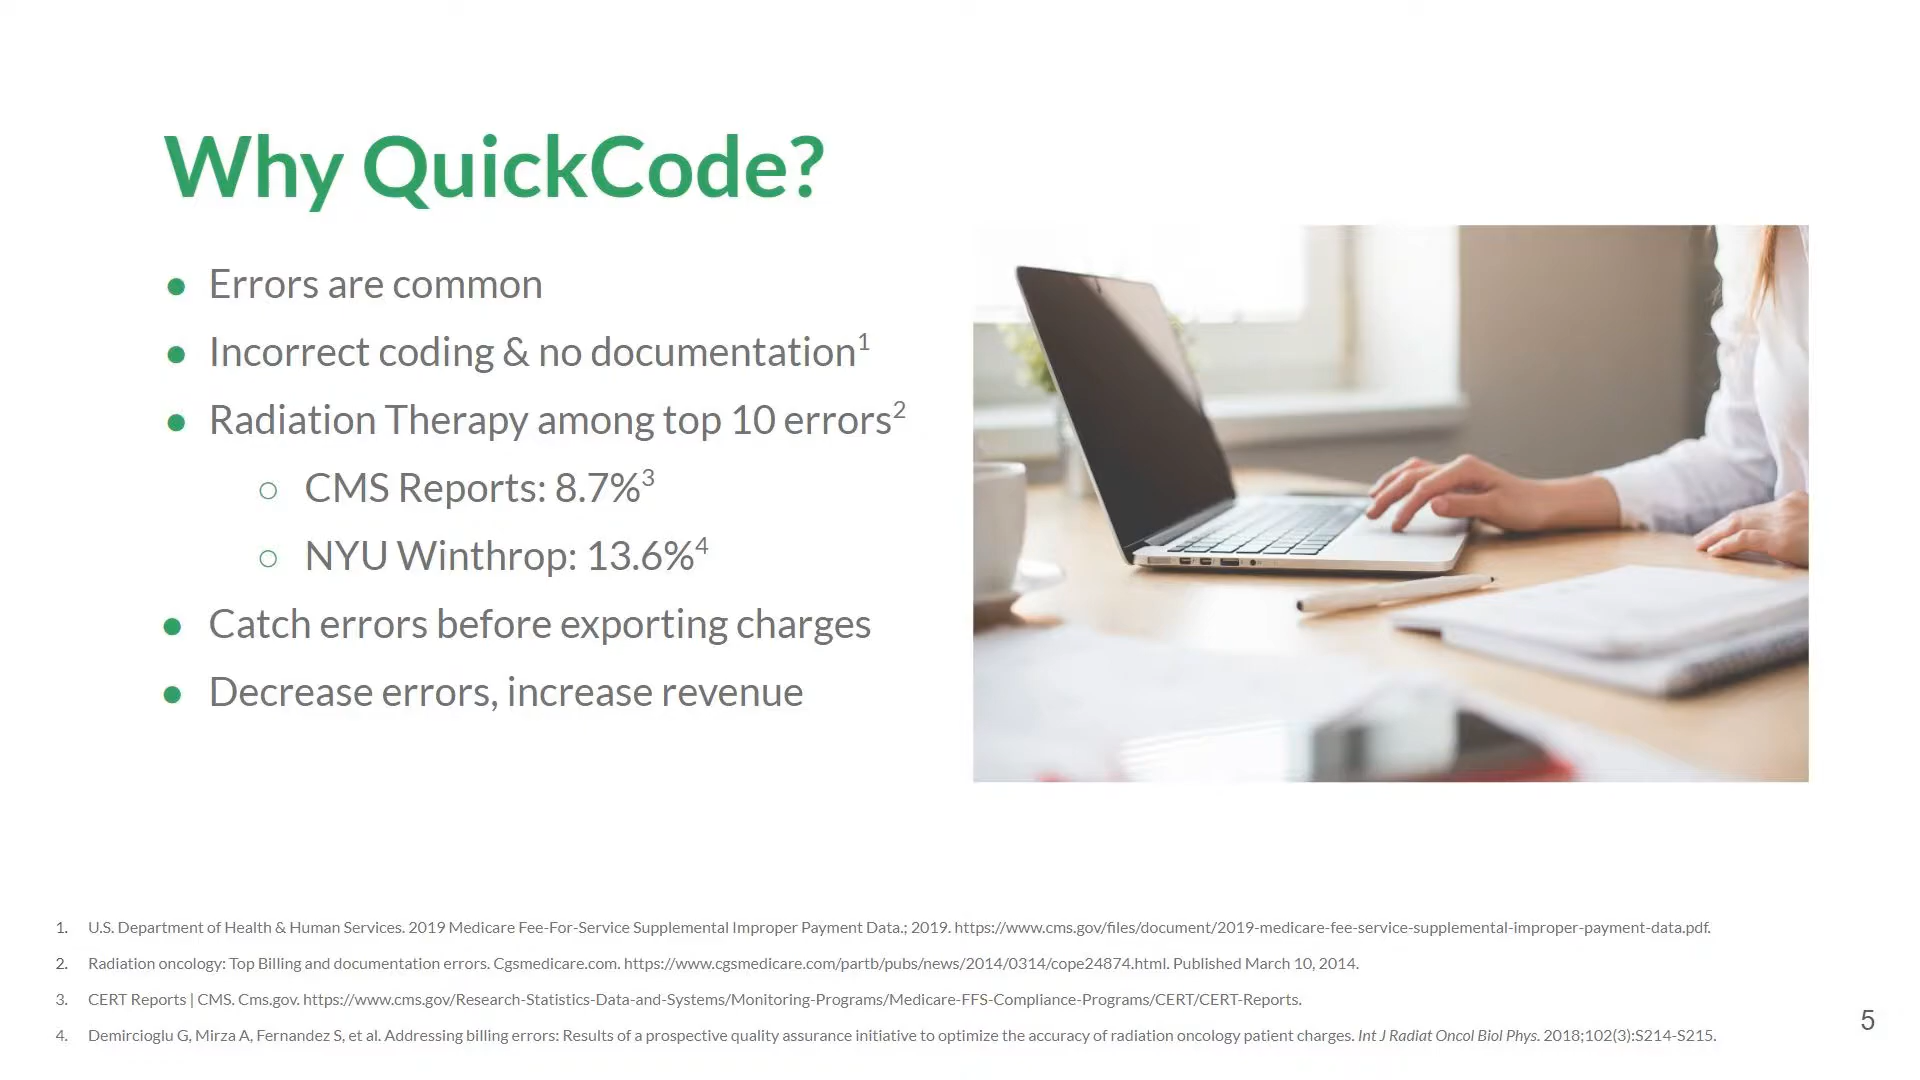 Why QuickCode?
● Errors are common
● Incorrect coding & no documentation¹
● Radiation Therapy among top 10 errors²
○ CMS Reports: 8.7%³
○ NYU Winthrop: 13.6%⁴
● Catch errors before exporting charges
● Decrease errors, increase revenue
1. U.S. Department of Health & Human Services. 2019 Medicare Fee-For-Service Supplemental Improper Payment Data.; 2019. https://www.cms.gov/files/document/2019-medicare-fee-service-supplemental-improper-payment-data.pdf.
2. Radiation oncology: Top Billing and documentation errors. Cgsmedicare.com. https://www.cgsmedicare.com/partb/pubs/news/2014/0314/cope24874.html. Published March 10, 2014.
3. CERT Reports | CMS. Cms.gov. https://www.cms.gov/Research-Statistics-Data-and-Systems/Monitoring-Programs/Medicare-FFS-Compliance-Programs/CERT/CERT-Reports.
4. Demircioglu G, Mirza A, Fernandez S, et al. Addressing billing errors: Results of a prospective quality assurance initiative to optimize the accuracy of radiation oncology patient charges. Int J Radiat Oncol Biol Phys. 2018;102(3):S214-S215.
5